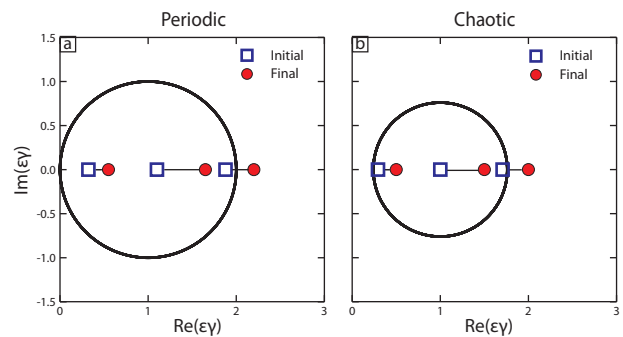 Periodic
Chaotic
a
Initial
Final
b
Initial
Final
1.5
1.0
0.5
0.0
-0.5
-1.0
-1.5
Im(εγ)
0
1
2
3
0
1
2
3
Re(εγ)
Re(εγ)